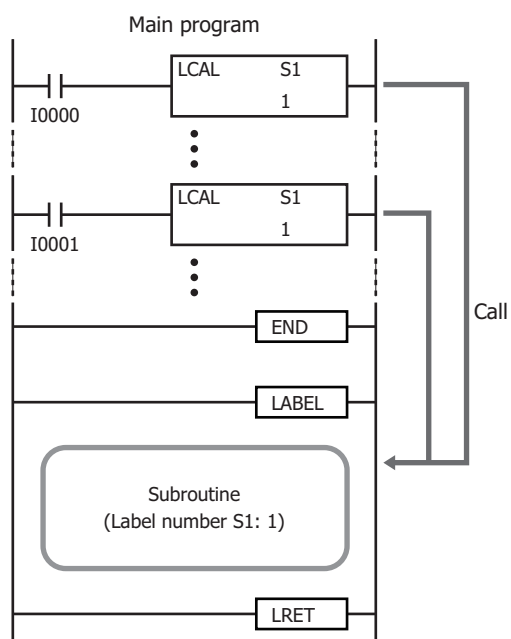 Main program
LCAL S1
1
I0000
LCAL S1
1
I0001
END
Call
LABEL
Subroutine
(Label number S1: 1)
LRET